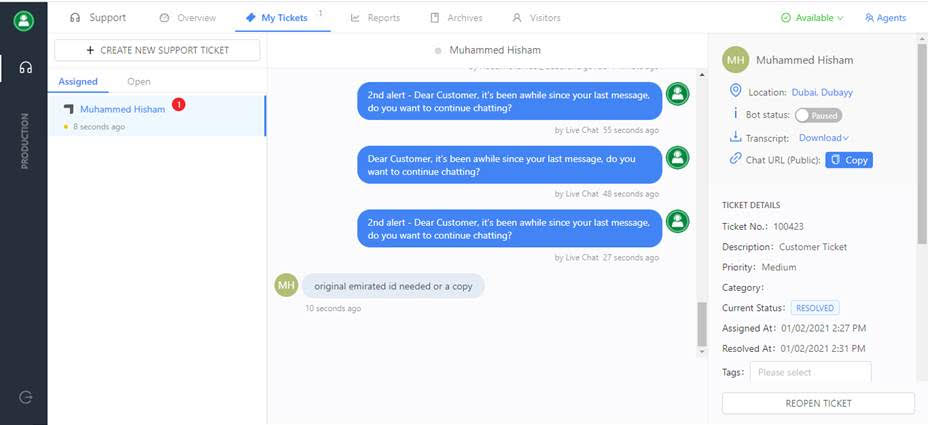 Support
Overview
My Tickets 1
Reports
Archives
Visitors
Available
Agents
+ CREATE NEW SUPPORT TICKET
Assigned
Open
Muhammed Hisham 1
8 seconds ago
PRODUCTION
Muhammed Hisham
2nd alert - Dear Customer, it's been awhile since your last message,
do you want to continue chatting?
by Live Chat 55 seconds ago
Dear Customer, it's been awhile since your last message, do you
want to continue chatting?
by Live Chat 48 seconds ago
2nd alert - Dear Customer, it's been awhile since your last message,
do you want to continue chatting?
by Live Chat 27 seconds ago
MH
original emirated id needed or a copy
10 seconds ago
MH
Muhammed Hisham
Location: Dubai, Dubayy
Bot status: Paused
Transcript: Download
Chat URL (Public): Copy
TICKET DETAILS
Ticket No.: 100423
Description: Customer Ticket
Priority: Medium
Category:
Current Status: RESOLVED
Assigned At: 01/02/2021 2:27 PM
Resolved At: 01/02/2021 2:31 PM
Tags: Please select
REOPEN TICKET